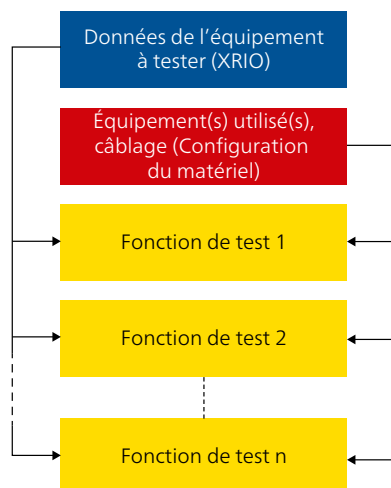 Données de l’équipement
à tester (XRIO)
Équipement(s) utilisé(s),
câblage (Configuration
du matériel)
Fonction de test 1
Fonction de test 2
Fonction de test n